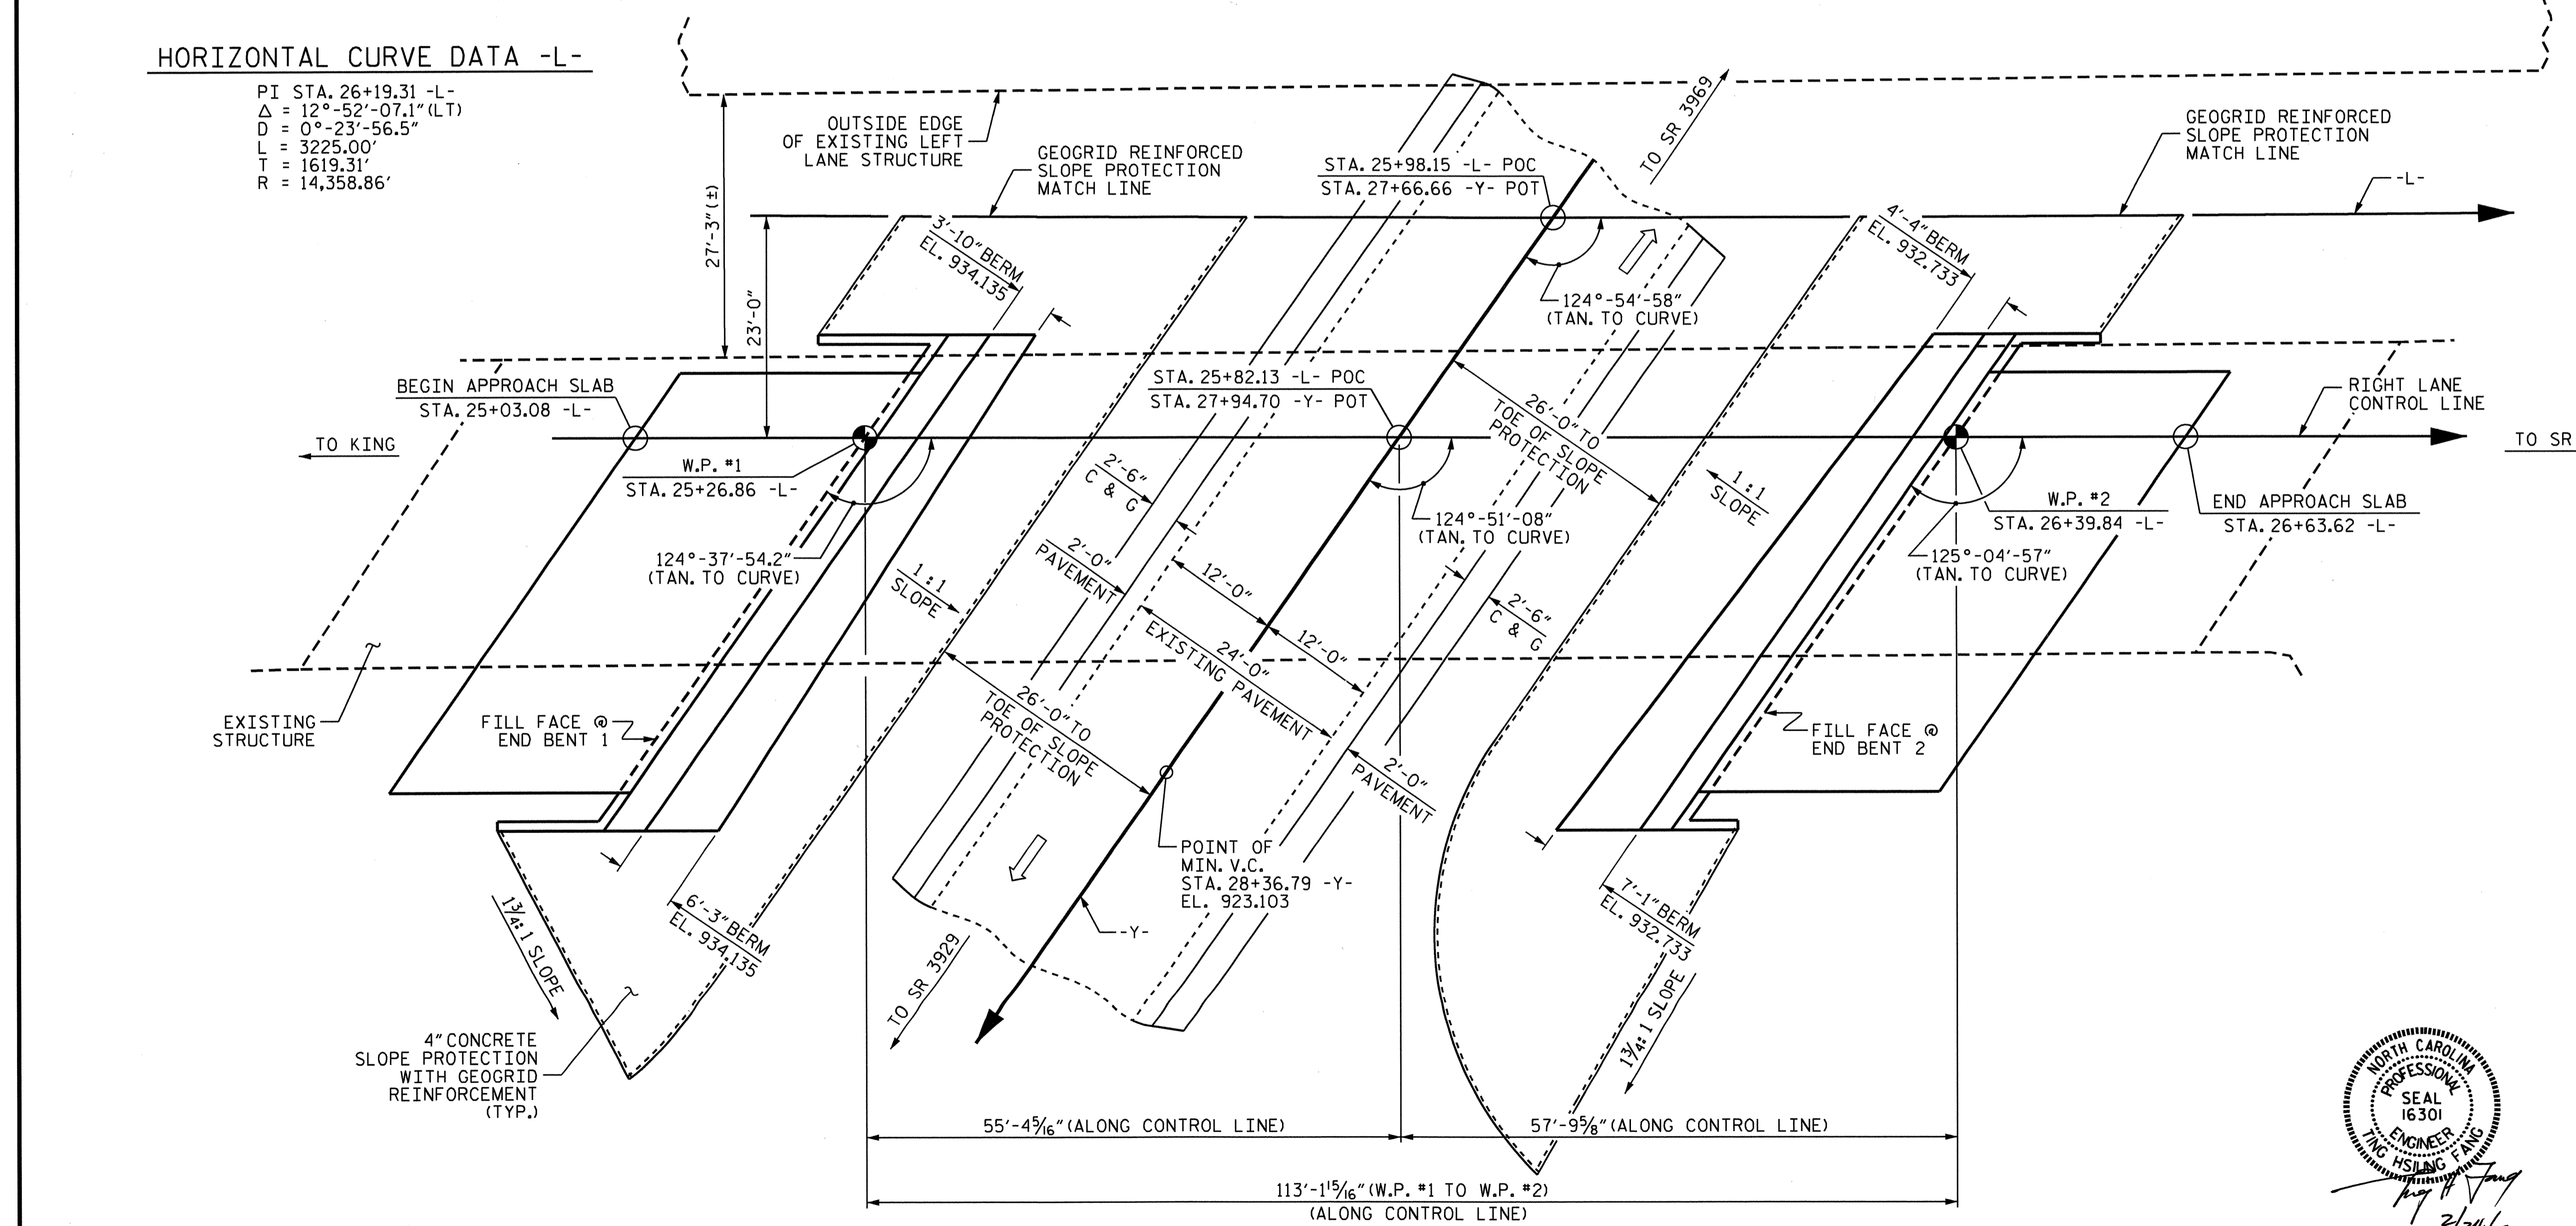 HORIZONTAL CURVE DATA -L-
PI STA. 26+19.31 -L-
Δ = 12°-52'-07.1" (LT)
D = 0°-23'-56.5"
L = 3225.00'
T = 1619.31'
R = 14,358.86'
OUTSIDE EDGE
OF EXISTING LEFT
LANE STRUCTURE
GEOGRID REINFORCED
SLOPE PROTECTION
MATCH LINE
STA. 25+98.15 -L- POC
STA. 27+66.66 -Y- POT
TO SR 3969
GEOGRID REINFORCED
SLOPE PROTECTION
MATCH LINE
-L-
27'-3" (±)
23'-0"
3'-10" BERM
EL. 934.135
4'-4" BERM
EL. 932.733
124°-54'-58"
(TAN. TO CURVE)
BEGIN APPROACH SLAB
STA. 25+03.08 -L-
TO KING
W.P. #1
STA. 25+26.86 -L-
124°-37'-54.2"
(TAN. TO CURVE)
STA. 25+82.13 -L- POC
STA. 27+94.70 -Y- POT
2'-6"
C & G
26'-0" TO
TOE OF SLOPE
PROTECTION
1:1
SLOPE
RIGHT LANE
CONTROL LINE
TO SR
124°-51'-08"
(TAN. TO CURVE)
W.P. #2
STA. 26+39.84 -L-
END APPROACH SLAB
STA. 26+63.62 -L-
125°-04'-57"
(TAN. TO CURVE)
1:1
SLOPE
2'-0"
PAVEMENT
12'-0"
12'-0"
24'-0"
EXISTING PAVEMENT
2'-6"
C & G
EXISTING
STRUCTURE
FILL FACE @
END BENT 1
26'-0" TO
TOE OF SLOPE
PROTECTION
2'-0"
PAVEMENT
FILL FACE @
END BENT 2
POINT OF
MIN. V.C.
STA. 28+36.79 -Y-
EL. 923.103
-Y-
6'-3" BERM
EL. 934.135
7'-1" BERM
EL. 932.733
1¾:1 SLOPE
1¾:1 SLOPE
TO SR 3929
4" CONCRETE
SLOPE PROTECTION
WITH GEOGRID
REINFORCEMENT
(TYP.)
55'-4 5/16" (ALONG CONTROL LINE)
57'-9 5/8" (ALONG CONTROL LINE)
113'-1 15/16" (W.P. #1 TO W.P. #2)
(ALONG CONTROL LINE)
NORTH CAROLINA
PROFESSIONAL
SEAL
16301
ENGINEER
TING HSIUNG FANG